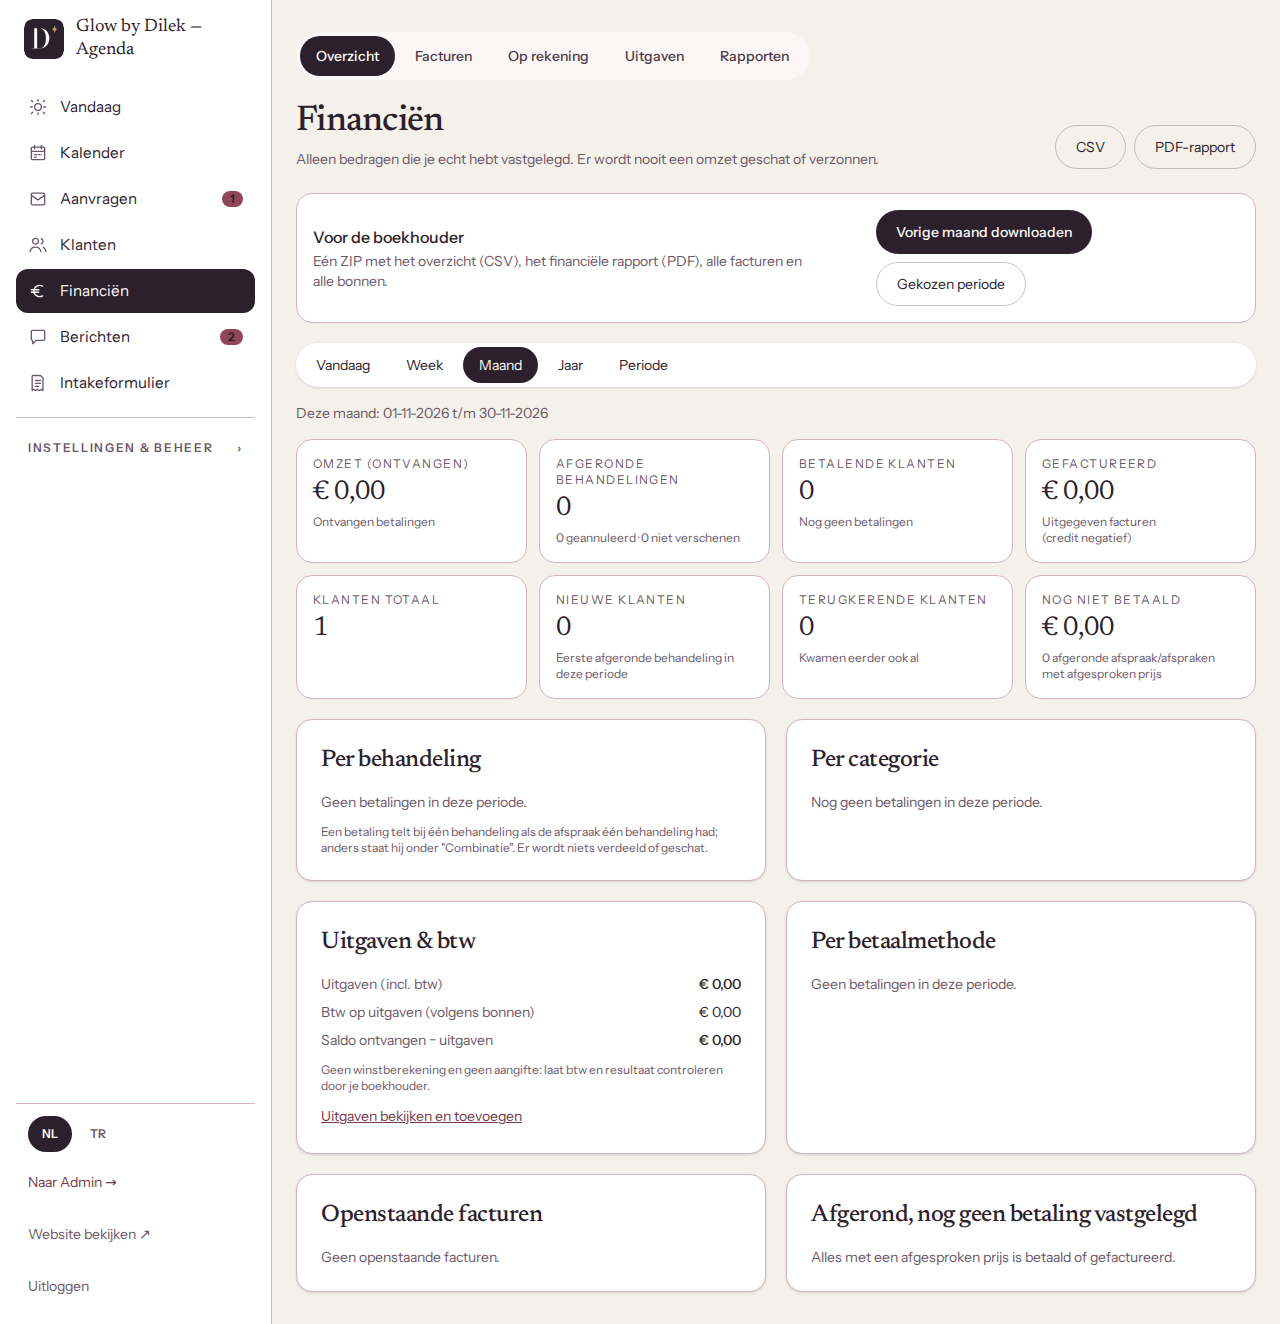 D
Glow by Dilek –
Agenda
Vandaag
Kalender
Aanvragen 1
Klanten
Financiën
Berichten 2
Intakeformulier
INSTELLINGEN & BEHEER ›
NL TR
Naar Admin →
Website bekijken ↗
Uitloggen
Overzicht Facturen Op rekening Uitgaven Rapporten
Financiën
Alleen bedragen die je echt hebt vastgelegd. Er wordt nooit een omzet geschat of verzonnen.
CSV PDF-rapport
Voor de boekhouder
Eén ZIP met het overzicht (CSV), het financiële rapport (PDF), alle facturen en
alle bonnen.
Vorige maand downloaden
Gekozen periode
Vandaag Week Maand Jaar Periode
Deze maand: 01-11-2026 t/m 30-11-2026
OMZET (ONTVANGEN)
€ 0,00
Ontvangen betalingen
AFGERONDE
BEHANDELINGEN
0
0 geannuleerd · 0 niet verschenen
BETALENDE KLANTEN
0
Nog geen betalingen
GEFACTUREERD
€ 0,00
Uitgegeven facturen
(credit negatief)
KLANTEN TOTAAL
1
NIEUWE KLANTEN
0
Eerste afgeronde behandeling in
deze periode
TERUGKERENDE KLANTEN
0
Kwamen eerder ook al
NOG NIET BETAALD
€ 0,00
0 afgeronde afspraak/afspraken
met afgesproken prijs
Per behandeling
Geen betalingen in deze periode.
Een betaling telt bij één behandeling als de afspraak één behandeling had;
anders staat hij onder "Combinatie". Er wordt niets verdeeld of geschat.
Per categorie
Nog geen betalingen in deze periode.
Uitgaven & btw
Uitgaven (incl. btw) € 0,00
Btw op uitgaven (volgens bonnen) € 0,00
Saldo ontvangen − uitgaven € 0,00
Geen winstberekening en geen aangifte: laat btw en resultaat controleren
door je boekhouder.
Uitgaven bekijken en toevoegen
Per betaalmethode
Geen betalingen in deze periode.
Openstaande facturen
Geen openstaande facturen.
Afgerond, nog geen betaling vastgelegd
Alles met een afgesproken prijs is betaald of gefactureerd.